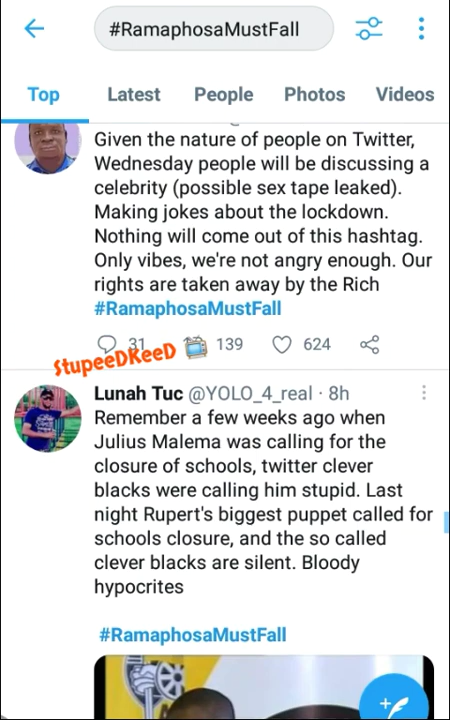 #RamaphosaMustFall
Top Latest People Photos Videos
Given the nature of people on Twitter,
Wednesday people will be discussing a
celebrity (possible sex tape leaked).
Making jokes about the lockdown.
Nothing will come out of this hashtag.
Only vibes, we're not angry enough. Our
rights are taken away by the Rich
#RamaphosaMustFall
31 139 624
StupeeDKeeD
Lunah Tuc @YOLO_4_real · 8h
Remember a few weeks ago when
Julius Malema was calling for the
closure of schools, twitter clever
blacks were calling him stupid. Last
night Rupert's biggest puppet called for
schools closure, and the so called
clever blacks are silent. Bloody
hypocrites
#RamaphosaMustFall